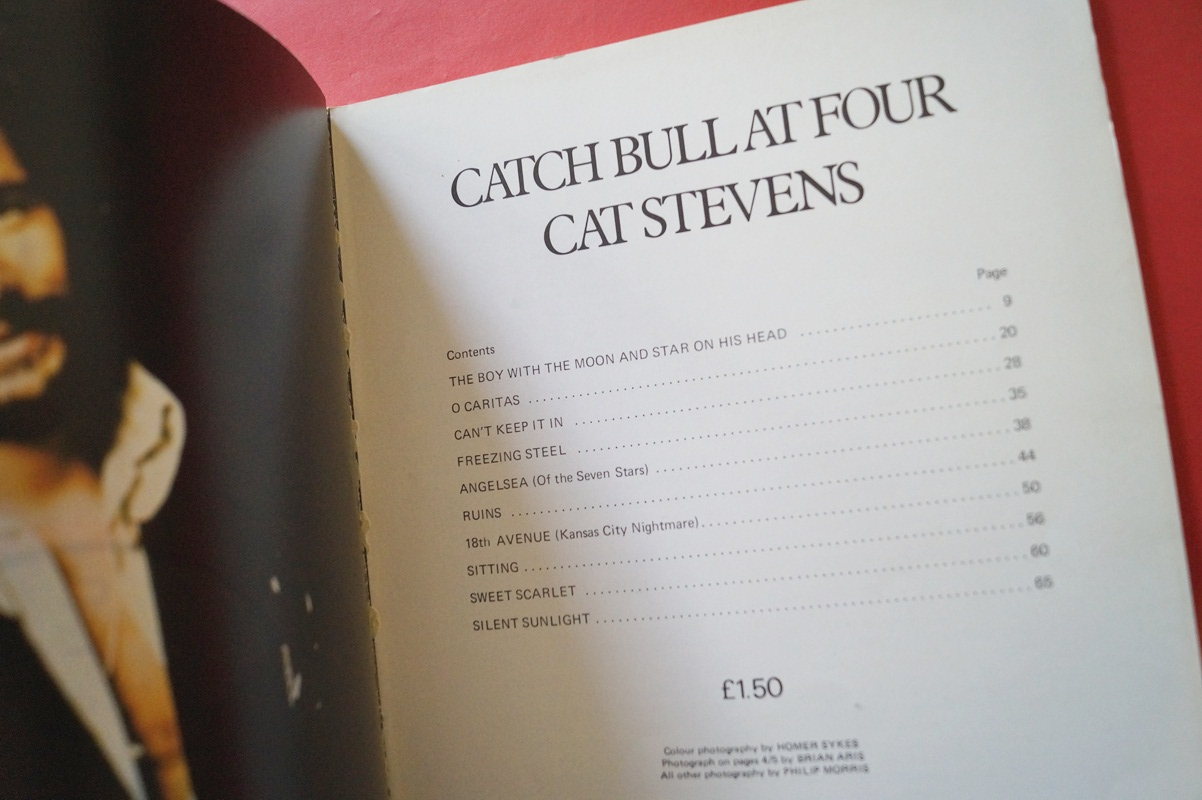 CATCH BULL AT FOUR
CAT STEVENS
Page
Contents
THE BOY WITH THE MOON AND STAR ON HIS HEAD .......... 9
O CARITAS .......... 20
CAN'T KEEP IT IN .......... 28
FREEZING STEEL .......... 35
ANGELSEA (Of the Seven Stars) .......... 38
RUINS .......... 44
18th AVENUE (Kansas City Nightmare) .......... 50
SITTING .......... 56
SWEET SCARLET .......... 60
SILENT SUNLIGHT .......... 65
£1.50
Colour photography by HOMER SYKES
Photograph on pages 4/5 by BRIAN ARIS
All other photography by PHILIP MORRIS